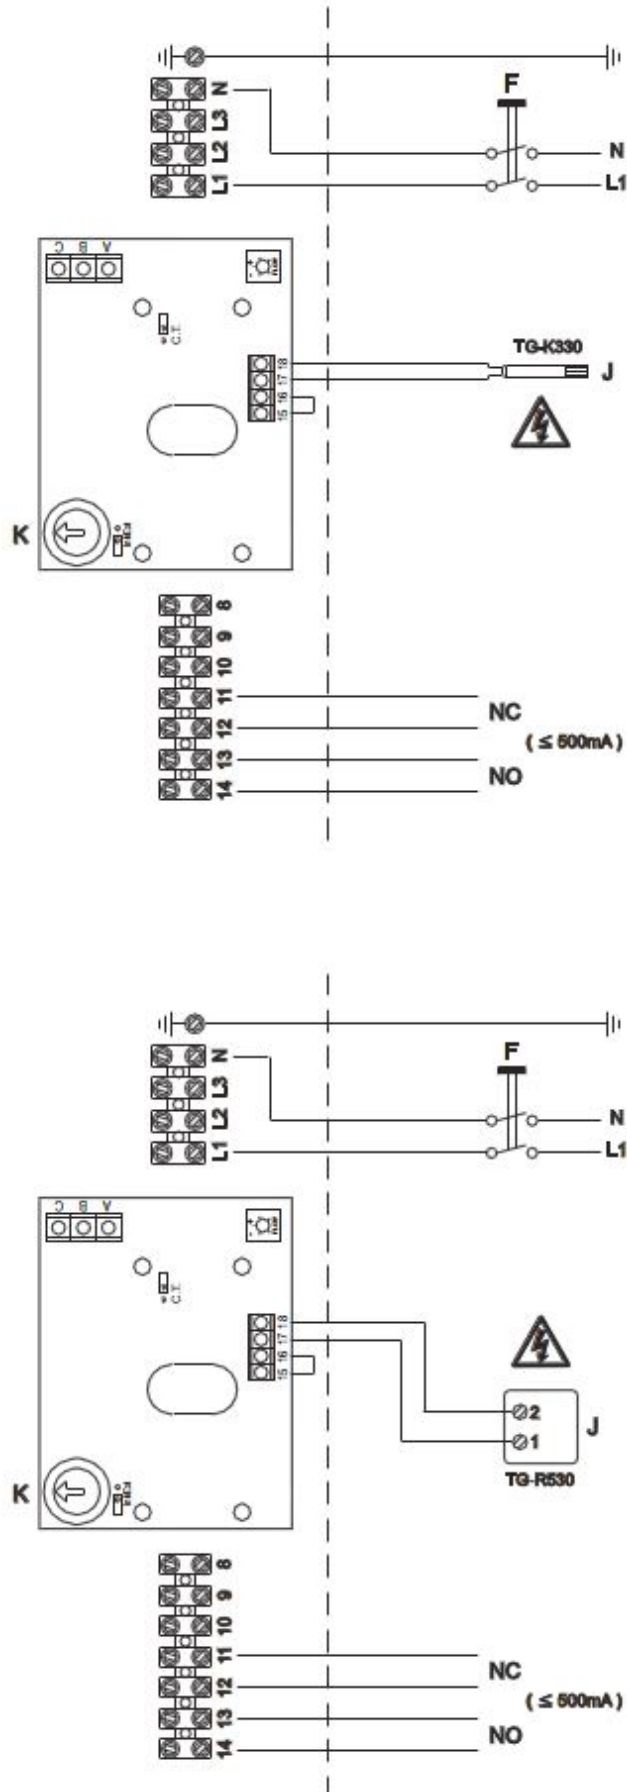 F
N
L3
L2
L1
N
L1
C B A
+
-
C.T.
18
17
16
15
TG-K330
J
K
8
9
10
11
12
13
14
NC
( ≤ 500mA )
NO
F
N
L3
L2
L1
N
L1
C B A
+
-
C.T.
18
17
16
15
2
1
J
TG-R530
K
8
9
10
11
12
13
14
NC
( ≤ 500mA )
NO